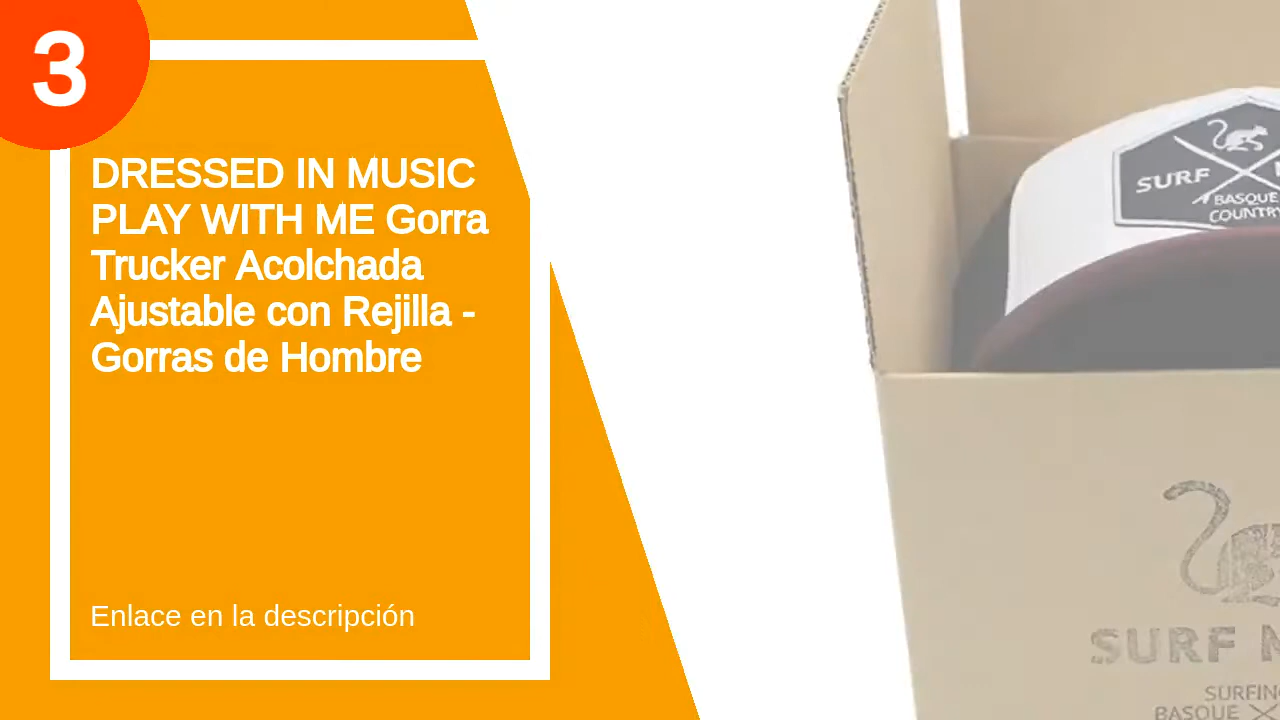 3
DRESSED IN MUSIC
PLAY WITH ME Gorra
Trucker Acolchada
Ajustable con Rejilla -
Gorras de Hombre
Enlace en la descripción
SURF
BASQUE
COUNTRY
SURF
SURFING
BASQUE